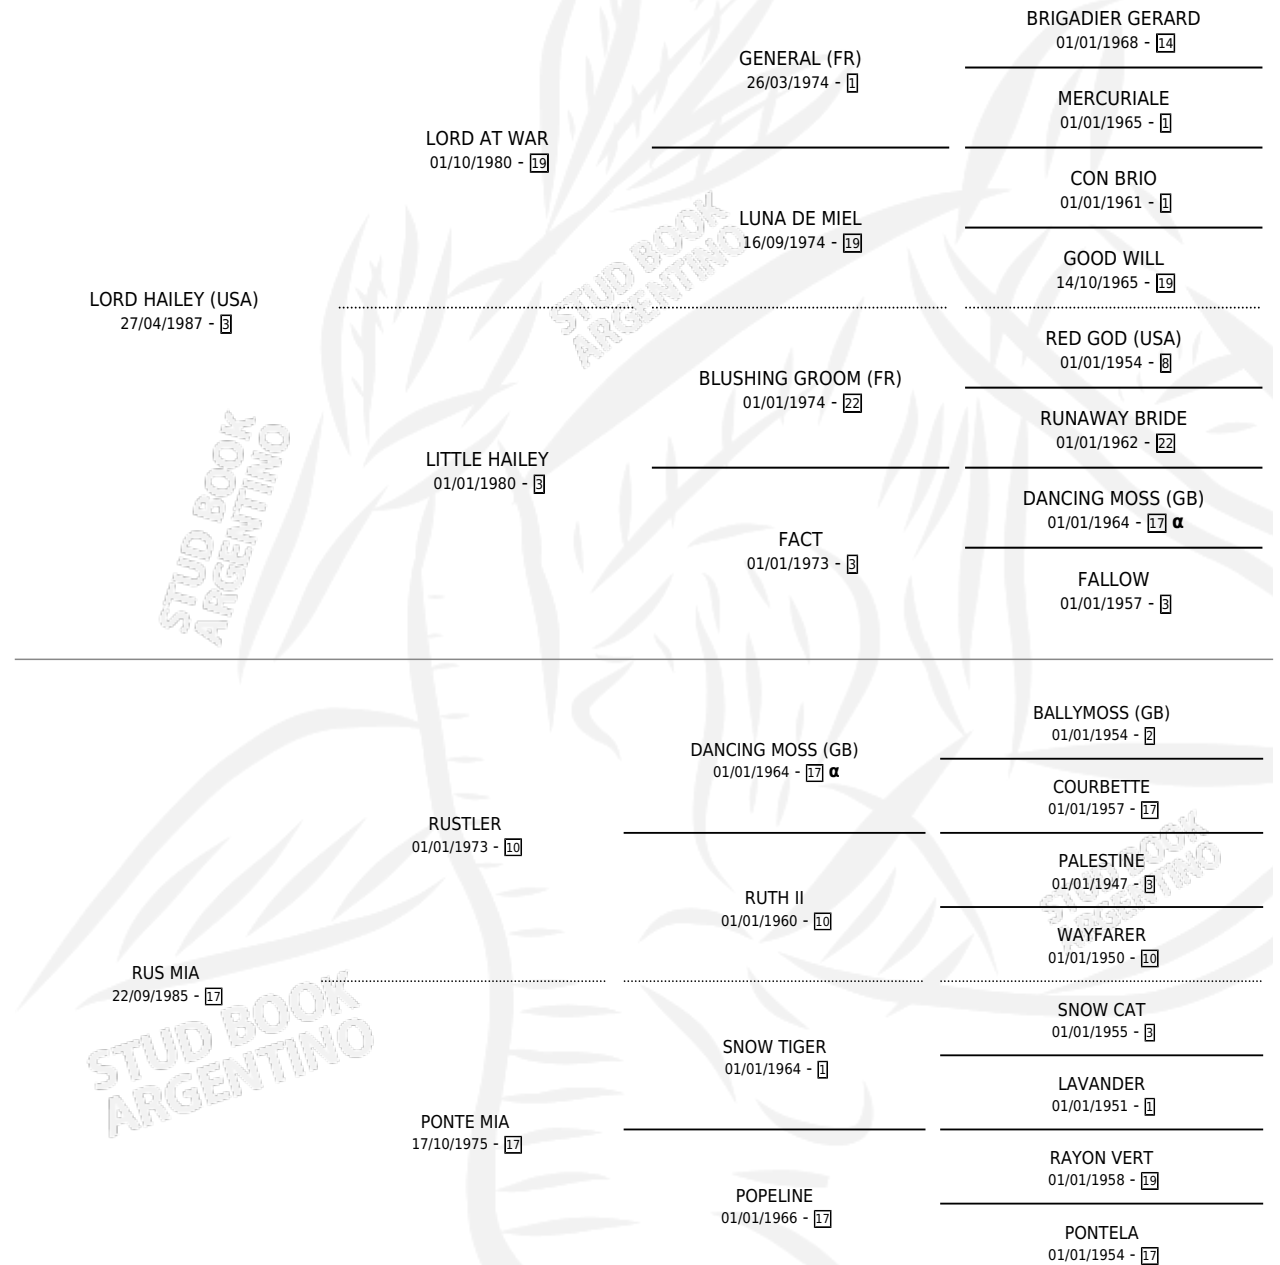 BRIGADIER GERARD
01/01/1968 - 14
GENERAL (FR)
26/03/1974 - 1
MERCURIALE
01/01/1965 - 1
LORD AT WAR
01/10/1980 - 19
CON BRIO
01/01/1961 - 1
LUNA DE MIEL
16/09/1974 - 19
GOOD WILL
14/10/1965 - 19
LORD HAILEY (USA)
27/04/1987 - 3
RED GOD (USA)
01/01/1954 - 8
BLUSHING GROOM (FR)
01/01/1974 - 22
RUNAWAY BRIDE
01/01/1962 - 22
LITTLE HAILEY
01/01/1980 - 3
DANCING MOSS (GB)
01/01/1964 - 17 α
FACT
01/01/1973 - 3
FALLOW
01/01/1957 - 3
BALLYMOSS (GB)
01/01/1954 - 2
DANCING MOSS (GB)
01/01/1964 - 17 α
COURBETTE
01/01/1957 - 17
RUSTLER
01/01/1973 - 10
PALESTINE
01/01/1947 - 3
RUTH II
01/01/1960 - 10
WAYFARER
01/01/1950 - 10
RUS MIA
22/09/1985 - 17
SNOW CAT
01/01/1955 - 3
SNOW TIGER
01/01/1964 - 1
LAVANDER
01/01/1951 - 1
PONTE MIA
17/10/1975 - 17
RAYON VERT
01/01/1958 - 19
POPELINE
01/01/1966 - 17
PONTELA
01/01/1954 - 17
STUD BOOK
ARGENTINO
STUD BOOK
ARGENTINO
STUD BOOK
ARGENTINO
STUD BOOK
ARGENTINO